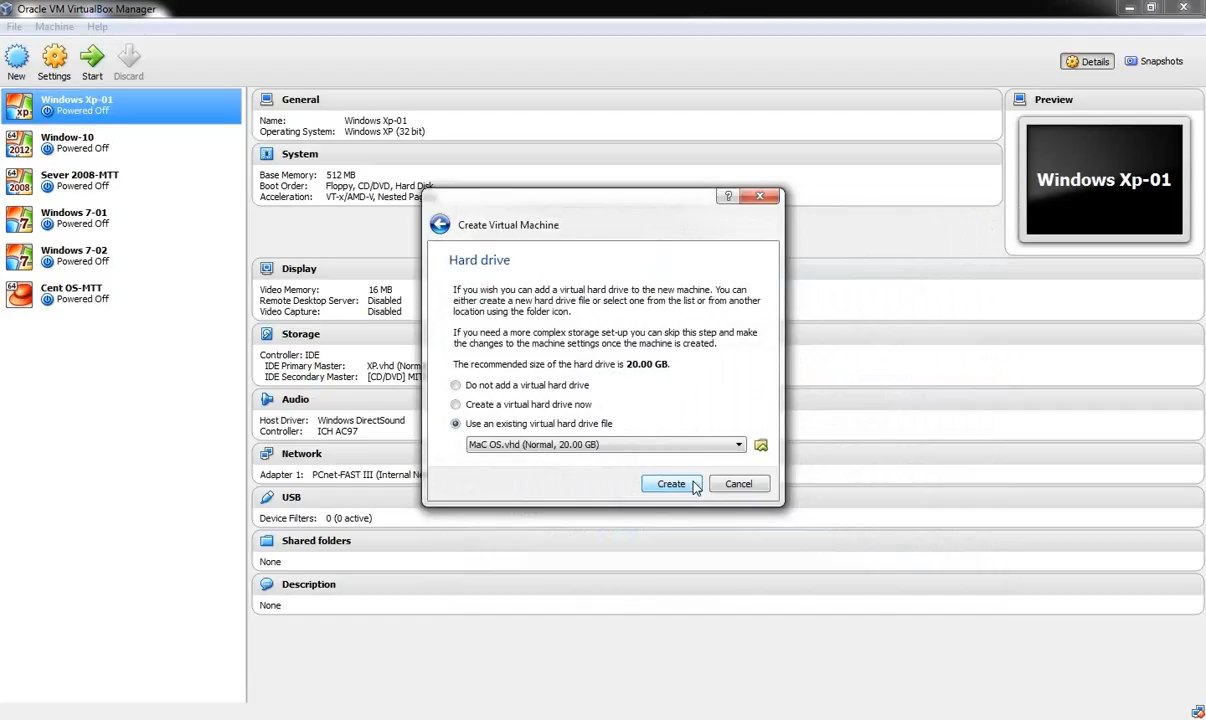 Oracle VM VirtualBox Manager
File Machine Help
New Settings Start Discard
Details Snapshots
xp
Windows Xp-01
Powered Off
64
2012
Window-10
Powered Off
64
2008
Sever 2008-MTT
Powered Off
7
Windows 7-01
Powered Off
7
Windows 7-02
Powered Off
64
Cent OS-MTT
Powered Off
General
Name: Windows Xp-01
Operating System: Windows XP (32 bit)
System
Base Memory: 512 MB
Boot Order: Floppy, CD/DVD, Hard Disk
Acceleration: VT-x/AMD-V, Nested Pag
Display
Video Memory: 16 MB
Remote Desktop Server: Disabled
Video Capture: Disabled
Storage
Controller: IDE
IDE Primary Master: XP.vhd (Norm
IDE Secondary Master: [CD/DVD] MIT
Audio
Host Driver: Windows DirectSound
Controller: ICH AC97
Network
Adapter 1: PCnet-FAST III (Internal Ne
USB
Device Filters: 0 (0 active)
Shared folders
None
Description
None
Preview
Windows Xp-01
?
Create Virtual Machine
Hard drive
If you wish you can add a virtual hard drive to the new machine. You can
either create a new hard drive file or select one from the list or from another
location using the folder icon.
If you need a more complex storage set-up you can skip this step and make
the changes to the machine settings once the machine is created.
The recommended size of the hard drive is 20.00 GB.
Do not add a virtual hard drive
Create a virtual hard drive now
Use an existing virtual hard drive file
MaC OS.vhd (Normal, 20.00 GB)
Create Cancel